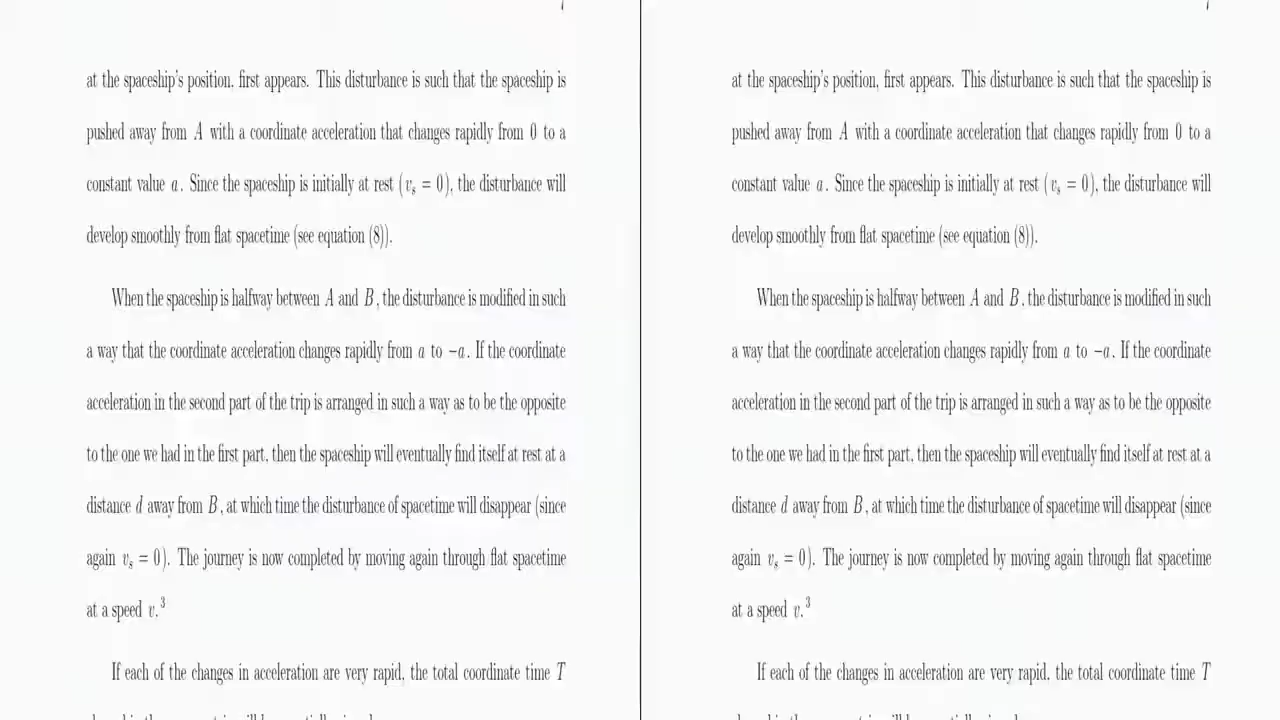 at the spaceship's position, first appears. This disturbance is such that the spaceship is
pushed away from A with a coordinate acceleration that changes rapidly from 0 to a
constant value a. Since the spaceship is initially at rest (v_s = 0), the disturbance will
develop smoothly from flat spacetime (see equation (8)).
When the spaceship is halfway between A and B, the disturbance is modified in such
a way that the coordinate acceleration changes rapidly from a to −a. If the coordinate
acceleration in the second part of the trip is arranged in such a way as to be the opposite
to the one we had in the first part, then the spaceship will eventually find itself at rest at a
distance d away from B, at which time the disturbance of spacetime will disappear (since
again v_s = 0). The journey is now completed by moving again through flat spacetime
at a speed v.³
If each of the changes in acceleration are very rapid, the total coordinate time T
at the spaceship's position, first appears. This disturbance is such that the spaceship is
pushed away from A with a coordinate acceleration that changes rapidly from 0 to a
constant value a. Since the spaceship is initially at rest (v_s = 0), the disturbance will
develop smoothly from flat spacetime (see equation (8)).
When the spaceship is halfway between A and B, the disturbance is modified in such
a way that the coordinate acceleration changes rapidly from a to −a. If the coordinate
acceleration in the second part of the trip is arranged in such a way as to be the opposite
to the one we had in the first part, then the spaceship will eventually find itself at rest at a
distance d away from B, at which time the disturbance of spacetime will disappear (since
again v_s = 0). The journey is now completed by moving again through flat spacetime
at a speed v.³
If each of the changes in acceleration are very rapid, the total coordinate time T